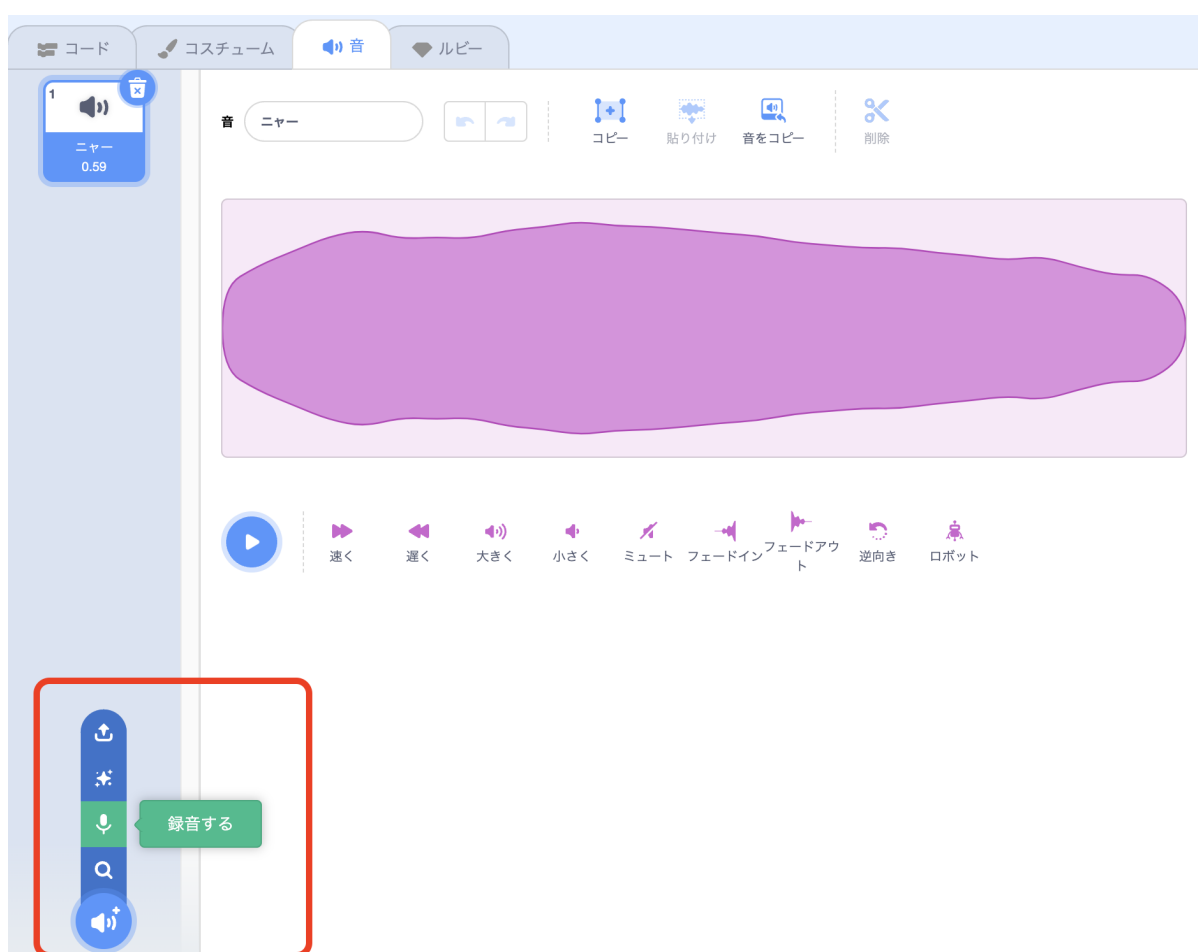 コード
コスチューム
音
ルビー
1
ニャー
0.59
音
ニャー
コピー
貼り付け
音をコピー
削除
速く
遅く
大きく
小さく
ミュート
フェードイン
フェードアウ
ト
逆向き
ロボット
録音する